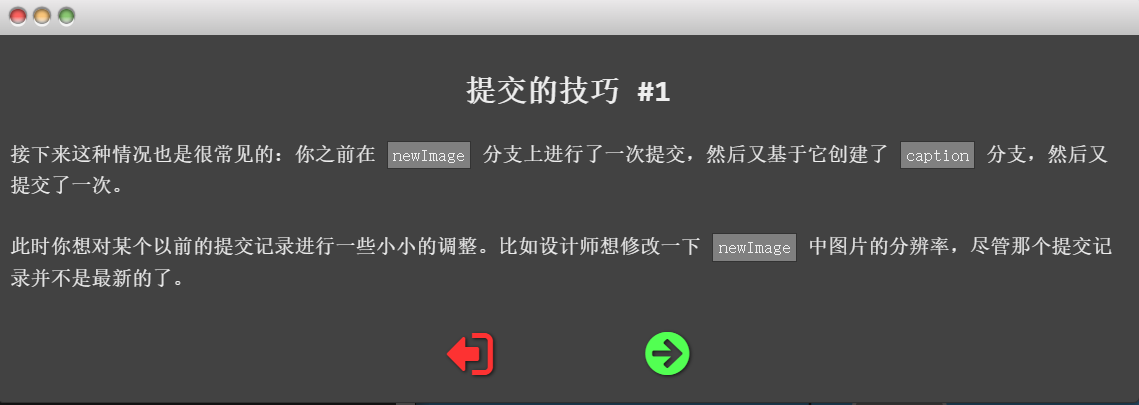 提交的技巧 #1
接下来这种情况也是很常见的：你之前在 newImage 分支上进行了一次提交，然后又基于它创建了 caption 分支，然后又
提交了一次。
此时你想对某个以前的提交记录进行一些小小的调整。比如设计师想修改一下 newImage 中图片的分辨率，尽管那个提交记
录并不是最新的了。